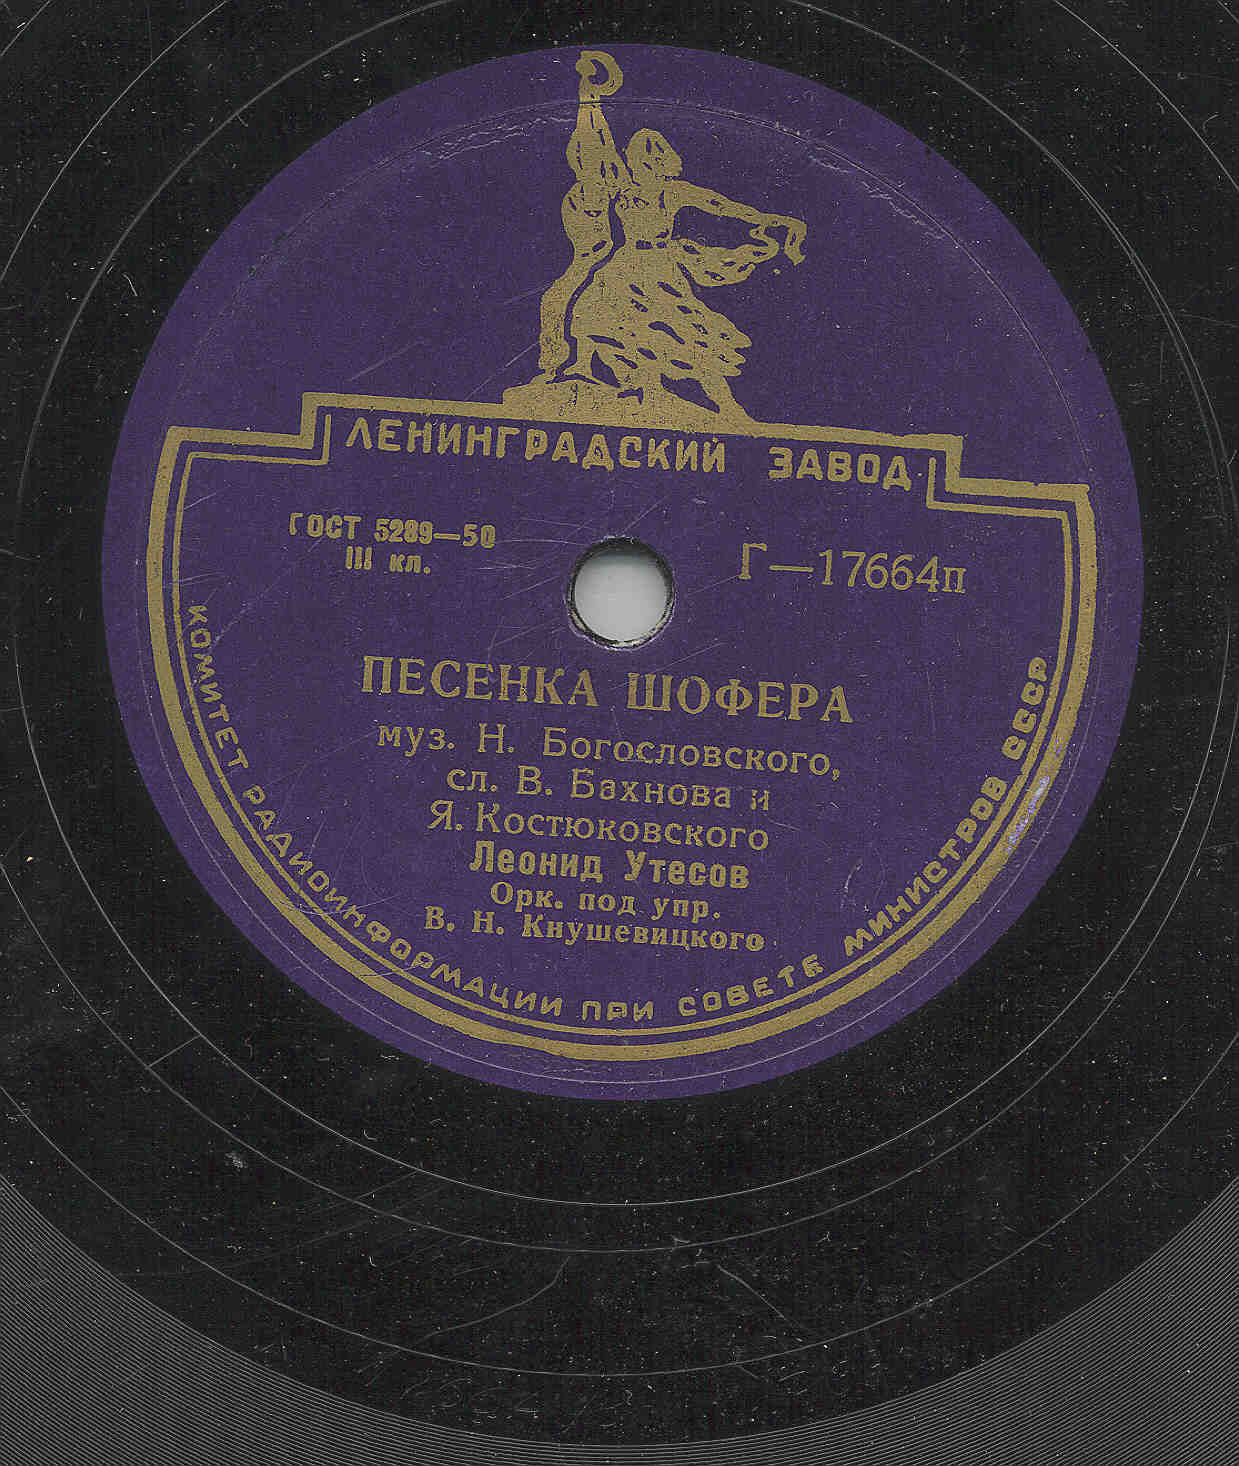 ЛЕНИНГРАДСКИЙ ЗАВОД
ГОСТ 5289—50
III кл.
Г—17664п
ПЕСЕНКА ШОФЕРА
муз. Н. Богословского,
сл. В. Бахнова и
Я. Костюковского
Леонид Утесов
Орк. под упр.
В. Н. Кнушевицкого
КОМИТЕТ РАДИОИНФОРМАЦИИ ПРИ СОВЕТЕ МИНИСТРОВ СССР